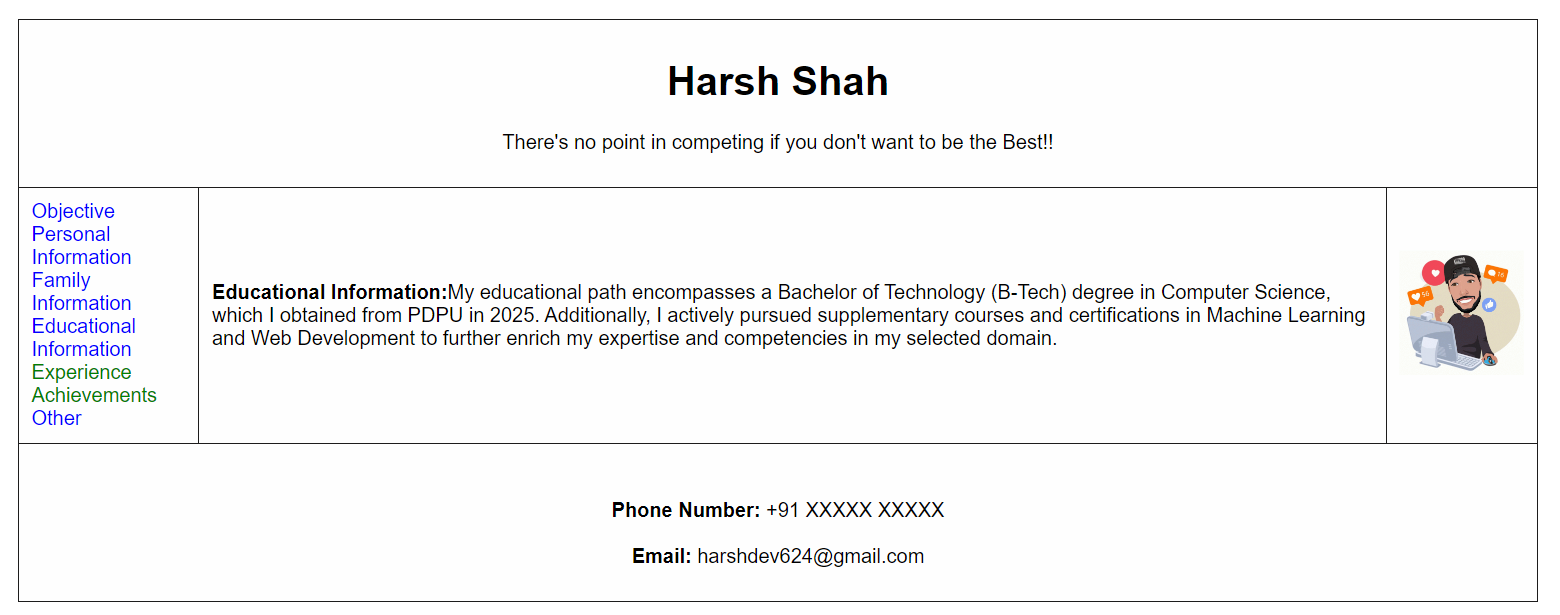 Harsh Shah
There's no point in competing if you don't want to be the Best!!
Objective
Personal
Information
Family
Information
Educational
Information
Experience
Achievements
Other
Educational Information:My educational path encompasses a Bachelor of Technology (B-Tech) degree in Computer Science,
which I obtained from PDPU in 2025. Additionally, I actively pursued supplementary courses and certifications in Machine Learning
and Web Development to further enrich my expertise and competencies in my selected domain.
Phone Number: +91 XXXXX XXXXX
Email: harshdev624@gmail.com